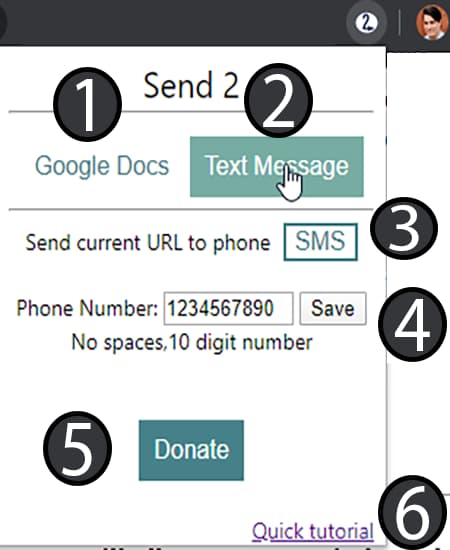 2
Send 2
1
2
Google Docs
Text Message
Send current URL to phone
SMS
3
Phone Number: 1234567890 Save
4
No spaces,10 digit number
5
Donate
6
Quick tutorial